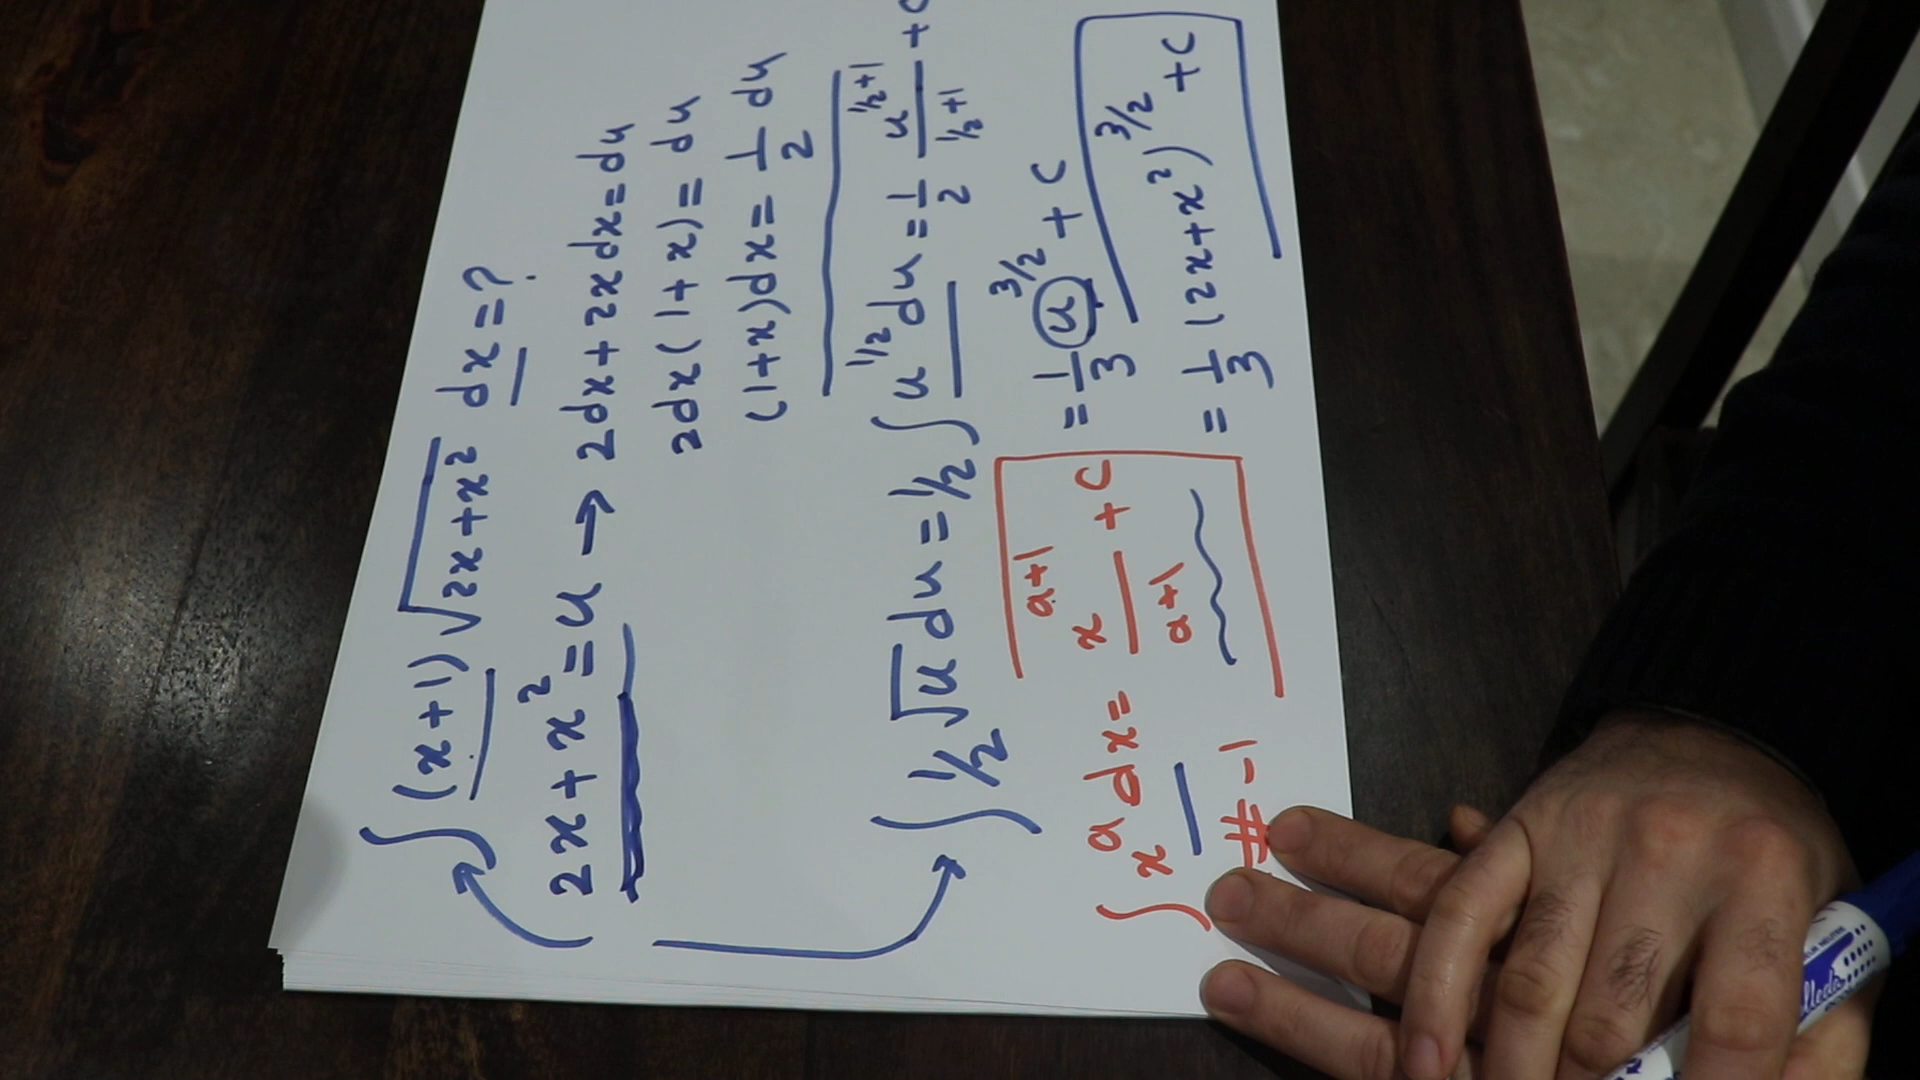 ∫(x+1)√(2x+x²) dx=?
2x+x²=u → 2dx+2xdx=du
2dx(1+x)=du
(1+x)dx=1/2 du
∫1/2√u du=1/2∫u^(1/2)du=1/2 u^(1/2+1)/(1/2+1)+C
=1/3 u^(3/2)+C
=1/3(2x+x²)^(3/2)+C
∫x^a dx= x^(a+1)/(a+1) +C
≠-1